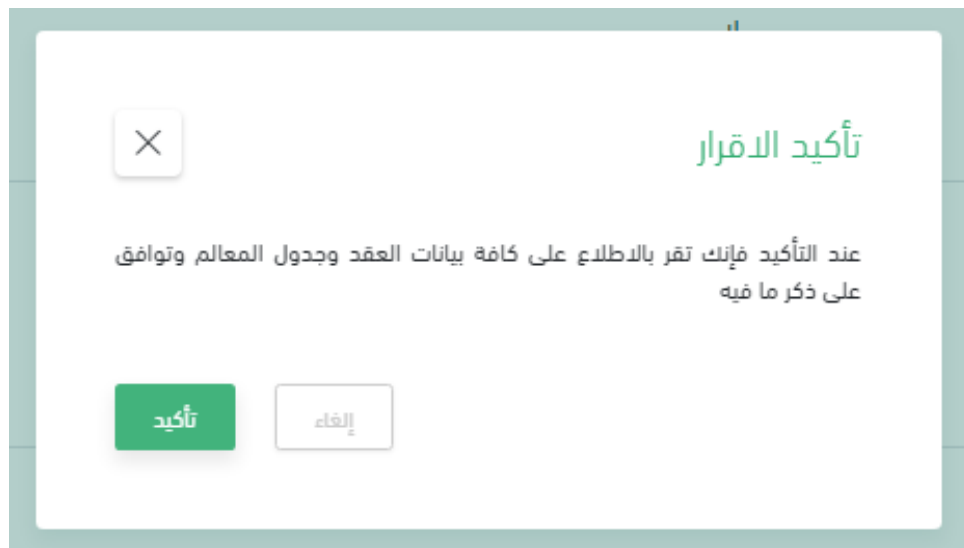 تأكيد الاقرار
عند التأكيد فإنك تقر بالاطلاع على كافة بيانات العقد وجدول المعالم وتوافق
على ذكر ما فيه
إلغاء
تأكيد